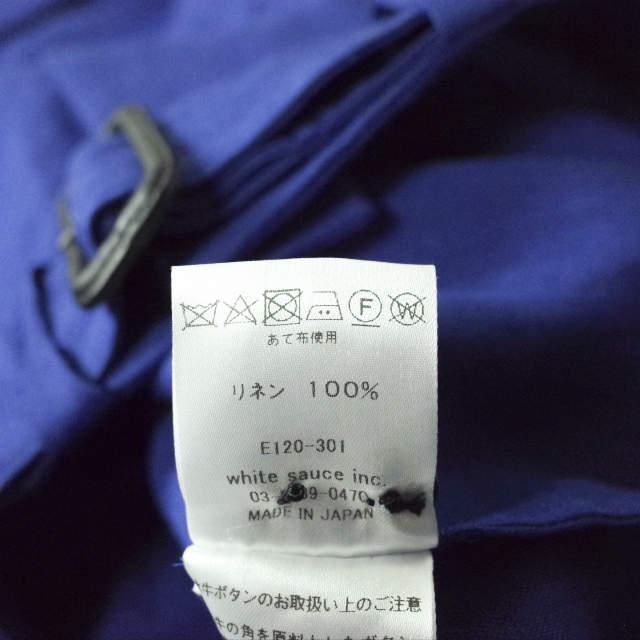 F W
あて布使用
リネン 100%
E120-301
white sauce inc.
MADE IN JAPAN
牛ボタンのお取扱い上のご注意